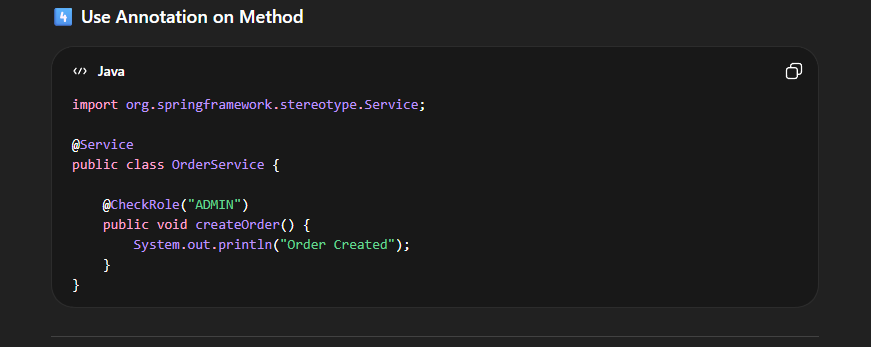 4 Use Annotation on Method
</> Java
import org.springframework.stereotype.Service;
@Service
public class OrderService {
@CheckRole("ADMIN")
public void createOrder() {
System.out.println("Order Created");
}
}